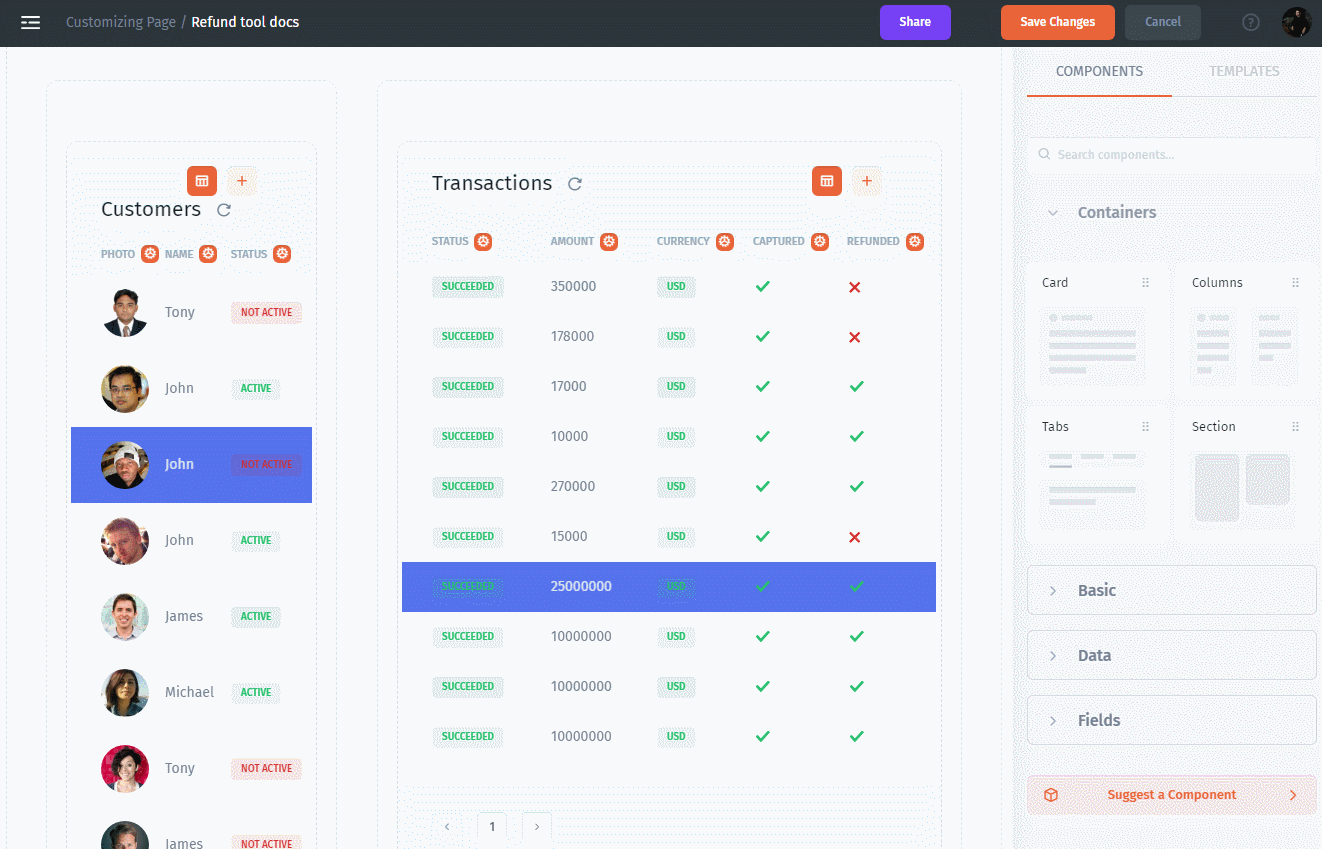 Customizing Page / Refund tool docs
Share
Save Changes
Cancel
?
Customers
PHOTO NAME STATUS
Tony NOT ACTIVE
John ACTIVE
John NOT ACTIVE
John ACTIVE
James ACTIVE
Michael ACTIVE
Tony NOT ACTIVE
James NOT ACTIVE
Transactions
STATUS AMOUNT CURRENCY CAPTURED REFUNDED
SUCCEEDED 350000 USD
SUCCEEDED 178000 USD
SUCCEEDED 17000 USD
SUCCEEDED 10000 USD
SUCCEEDED 270000 USD
SUCCEEDED 15000 USD
SUCCEEDED 25000000 USD
SUCCEEDED 10000000 USD
SUCCEEDED 10000000 USD
SUCCEEDED 10000000 USD
1
COMPONENTS TEMPLATES
Search components...
Containers
Card Columns
Tabs Section
Basic
Data
Fields
Suggest a Component